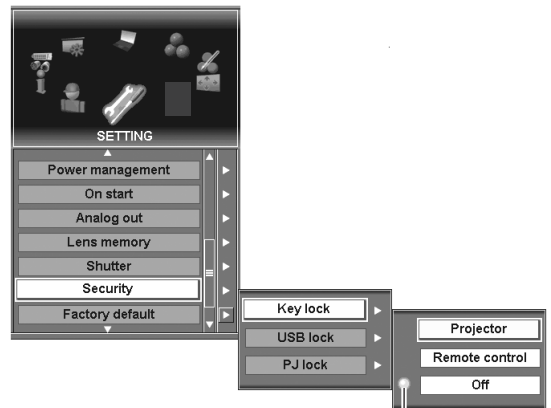 SETTING
Power management
On start
Analog out
Lens memory
Shutter
Security
Factory default
Key lock
USB lock
PJ lock
Projector
Remote control
Off